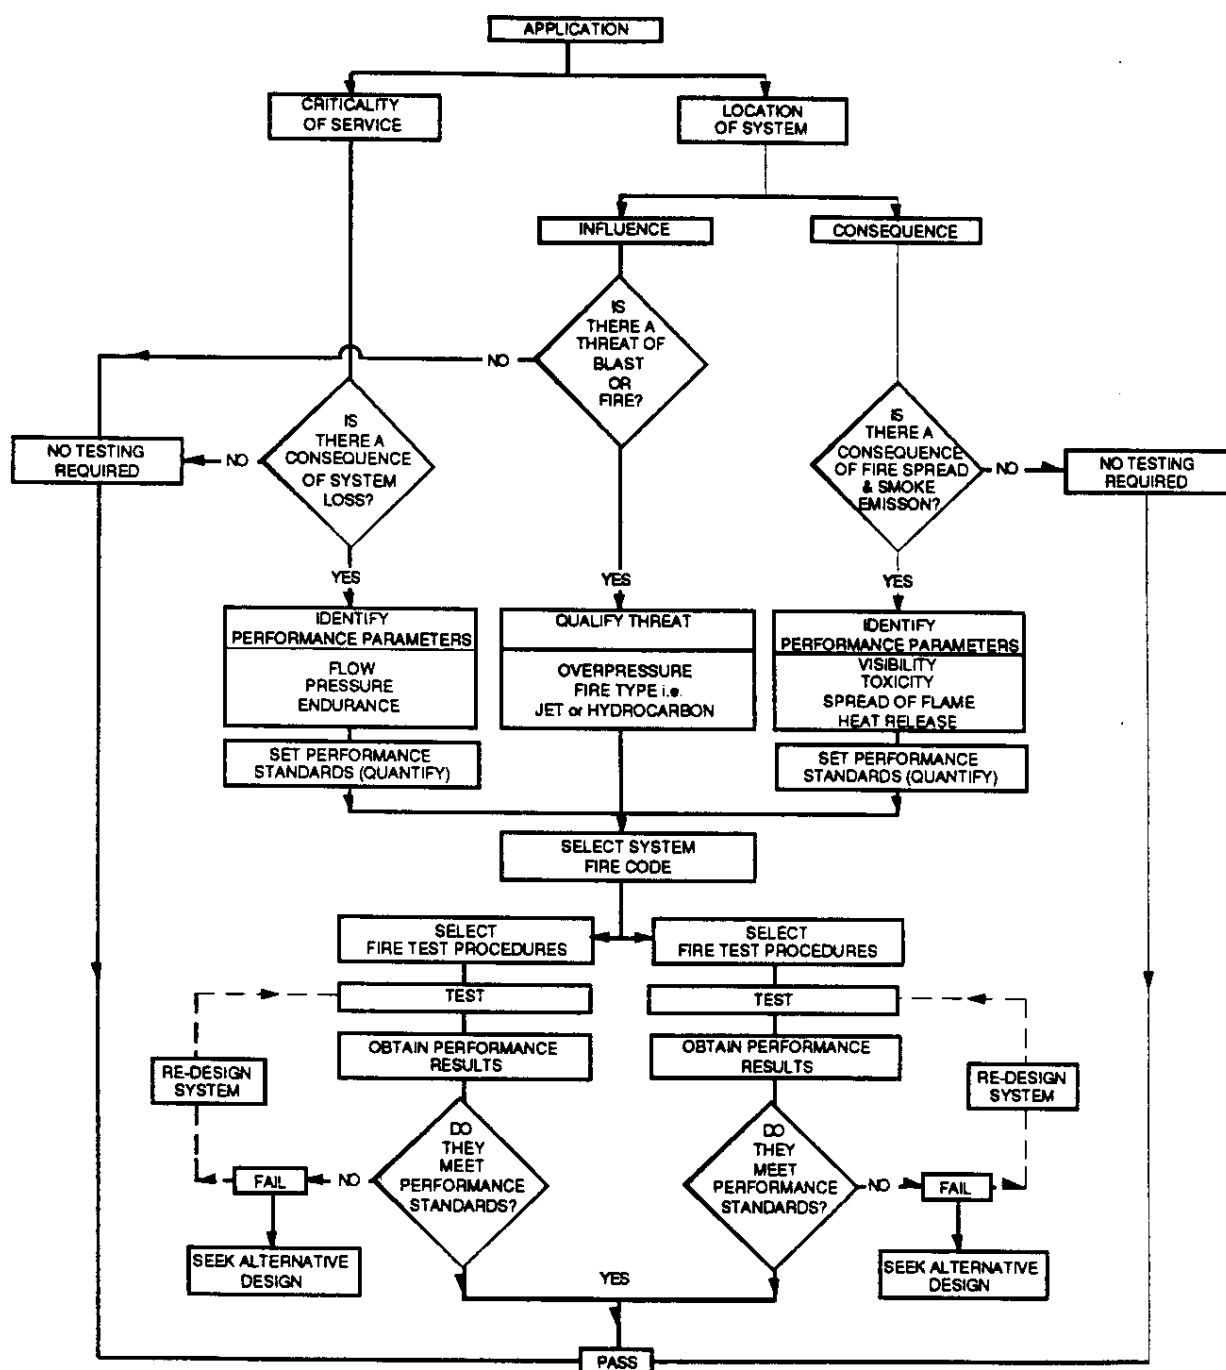 APPLICATION
CRITICALITY
OF SERVICE
LOCATION
OF SYSTEM
INFLUENCE
CONSEQUENCE
IS
THERE A
THREAT OF
BLAST
OR
FIRE?
NO
IS
THERE A
CONSEQUENCE
OF SYSTEM
LOSS?
NO
NO TESTING
REQUIRED
IS
THERE A
CONSEQUENCE
OF FIRE SPREAD
& SMOKE
EMISSON?
NO
NO TESTING
REQUIRED
YES
YES
YES
IDENTIFY
PERFORMANCE PARAMETERS
FLOW
PRESSURE
ENDURANCE
QUALIFY THREAT
OVERPRESSURE
FIRE TYPE i.e.
JET or HYDROCARBON
IDENTIFY
PERFORMANCE PARAMETERS
VISIBILITY
TOXICITY
SPREAD OF FLAME
HEAT RELEASE
SET PERFORMANCE
STANDARDS (QUANTIFY)
SET PERFORMANCE
STANDARDS (QUANTIFY)
SELECT SYSTEM
FIRE CODE
SELECT
FIRE TEST PROCEDURES
SELECT
FIRE TEST PROCEDURES
TEST
TEST
OBTAIN PERFORMANCE
RESULTS
OBTAIN PERFORMANCE
RESULTS
RE-DESIGN
SYSTEM
RE-DESIGN
SYSTEM
DO
THEY
MEET
PERFORMANCE
STANDARDS?
DO
THEY
MEET
PERFORMANCE
STANDARDS?
NO
FAIL
NO
FAIL
SEEK ALTERNATIVE
DESIGN
SEEK ALTERNATIVE
DESIGN
YES
PASS